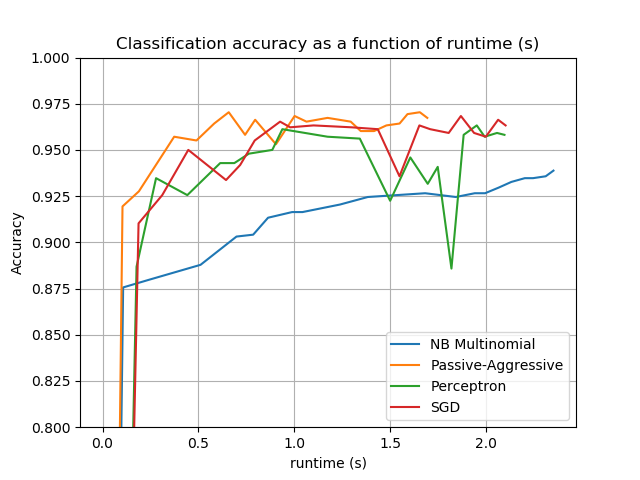 Classification accuracy as a function of runtime (s)
1.000
0.975
0.950
0.925
0.900
0.875
0.850
0.825
0.800
Accuracy
NB Multinomial
Passive-Aggressive
Perceptron
SGD
0.0 0.5 1.0 1.5 2.0
runtime (s)